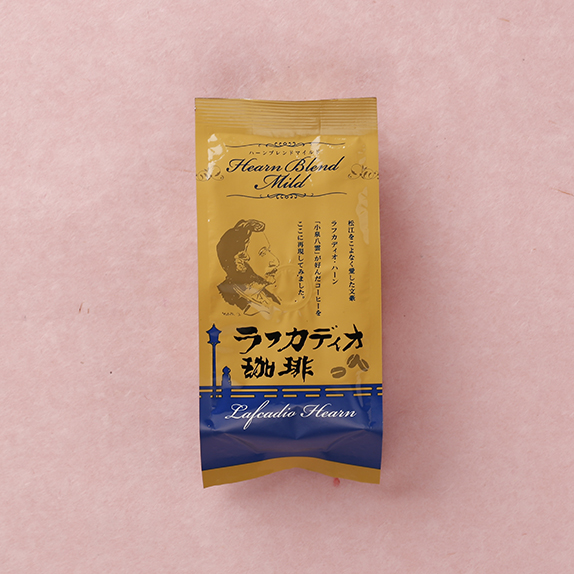 ハーンブレンドマイルド
Hearn Blend
Mild
松江をこよなく愛した文豪
ラフカディオ・ハーン
「小泉八雲」が好んだコーヒーを
ここに再現してみました。
ラフカディオ
珈琲
Lafcadio Hearn